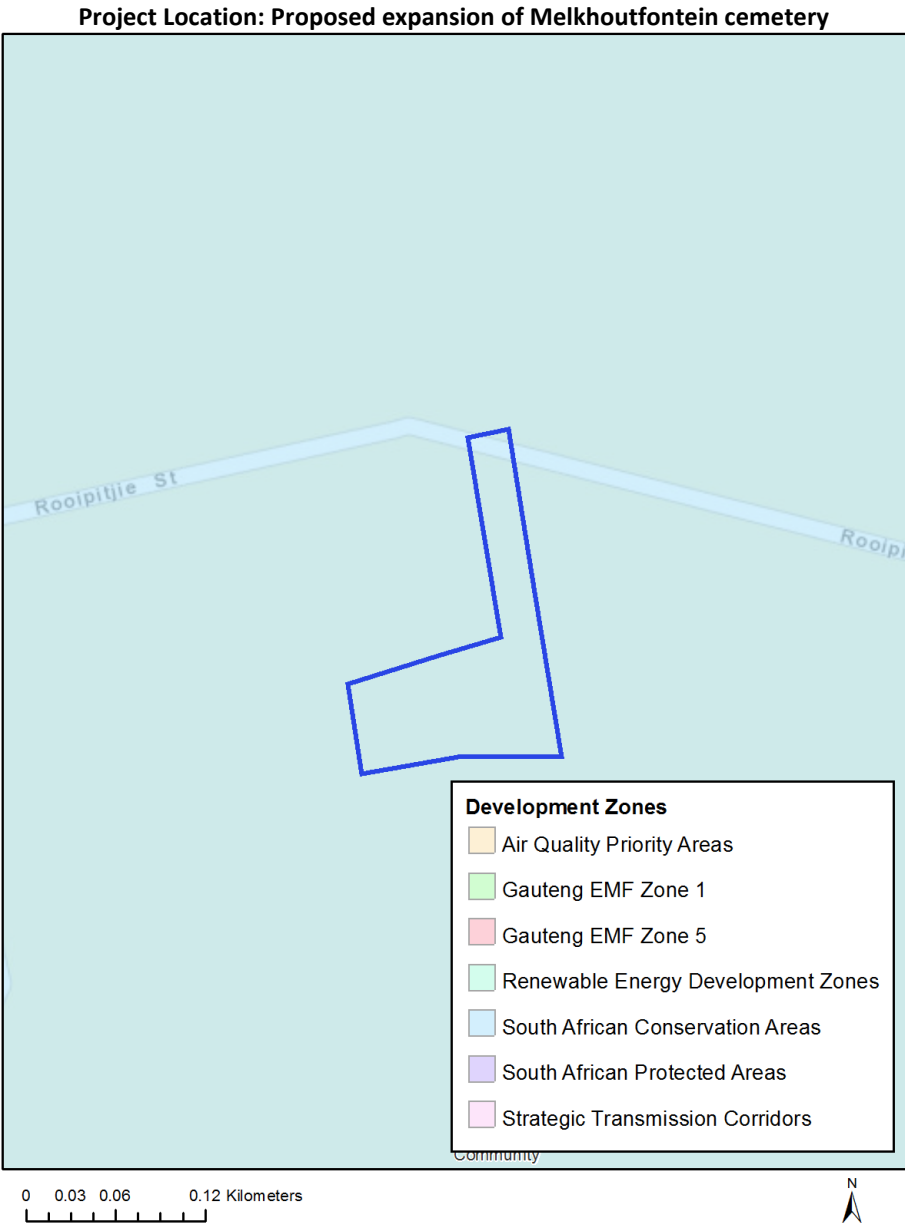 Project Location: Proposed expansion of Melkhoutfontein cemetery
Rooipitjie St
Rooipi
Development Zones
Air Quality Priority Areas
Gauteng EMF Zone 1
Gauteng EMF Zone 5
Renewable Energy Development Zones
South African Conservation Areas
South African Protected Areas
Strategic Transmission Corridors
Community
0 0.03 0.06 0.12 Kilometers
N